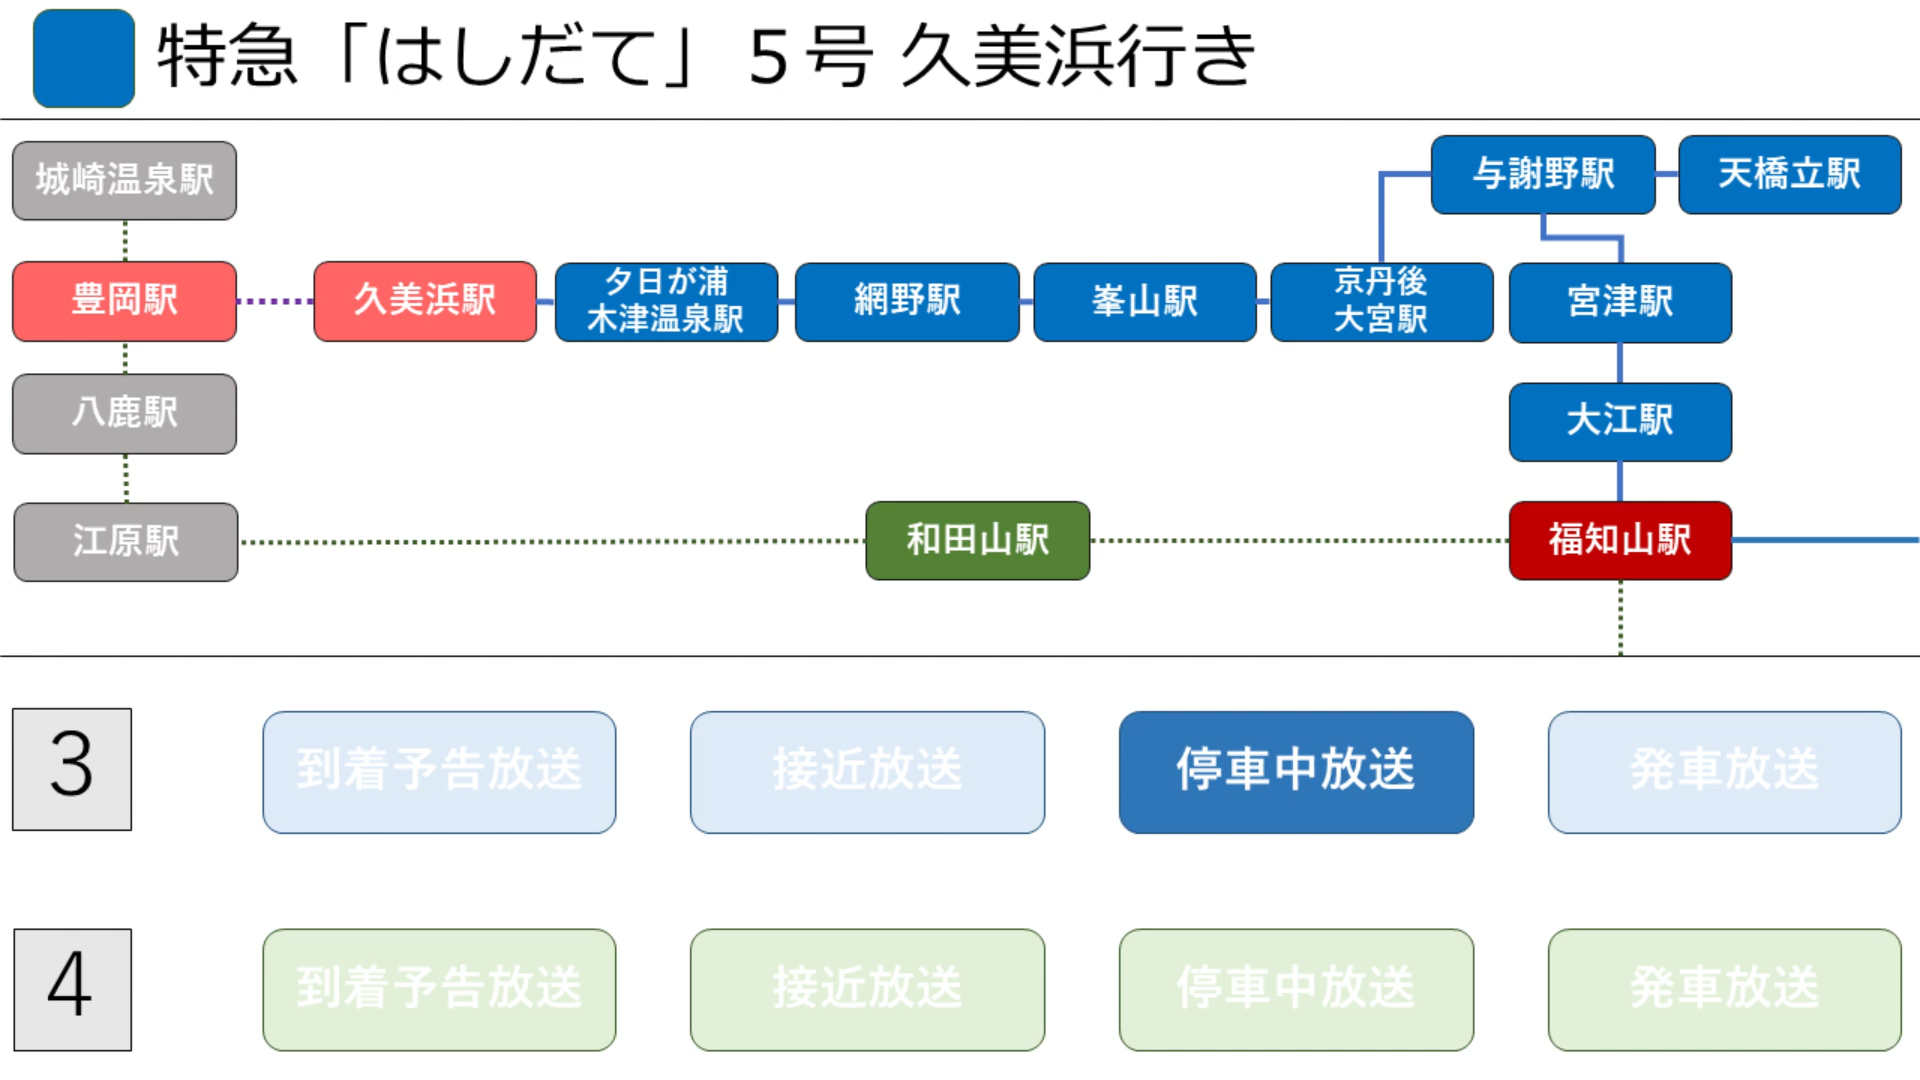 特急「はしだて」5号 久美浜行き
城崎温泉駅
与謝野駅
天橋立駅
豊岡駅
久美浜駅
夕日が浦
木津温泉駅
網野駅
峯山駅
京丹後
大宮駅
宮津駅
八鹿駅
大江駅
江原駅
和田山駅
福知山駅
3
到着予告放送
接近放送
停車中放送
発車放送
4
到着予告放送
接近放送
停車中放送
発車放送